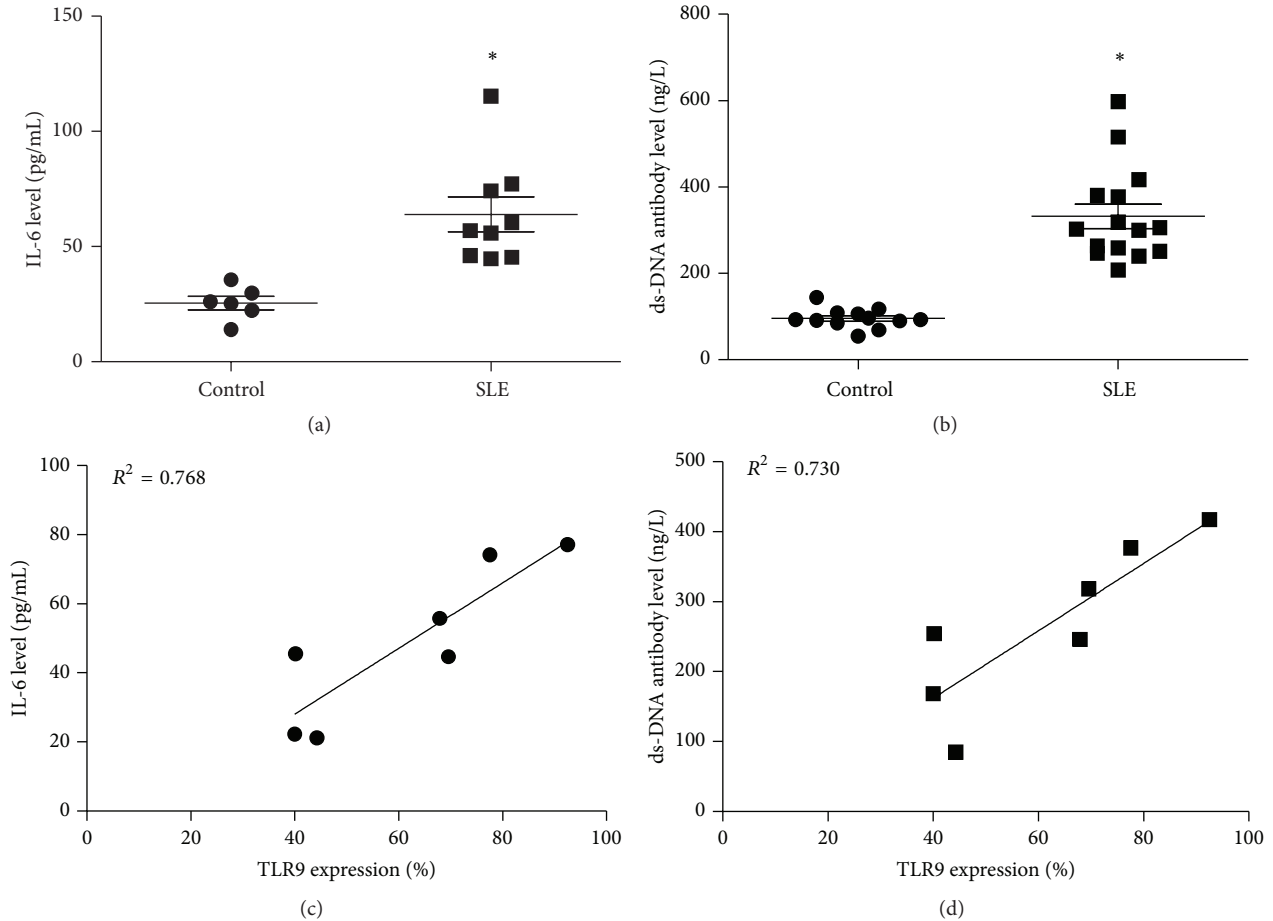 150
100
50
0
IL-6 level (pg/mL)
*
Control
SLE
(a)
800
600
400
200
0
ds-DNA antibody level (ng/L)
*
Control
SLE
(b)
R² = 0.768
100
80
60
40
20
0
IL-6 level (pg/mL)
0 20 40 60 80 100
TLR9 expression (%)
(c)
R² = 0.730
500
400
300
200
100
0
ds-DNA antibody level (ng/L)
0 20 40 60 80 100
TLR9 expression (%)
(d)